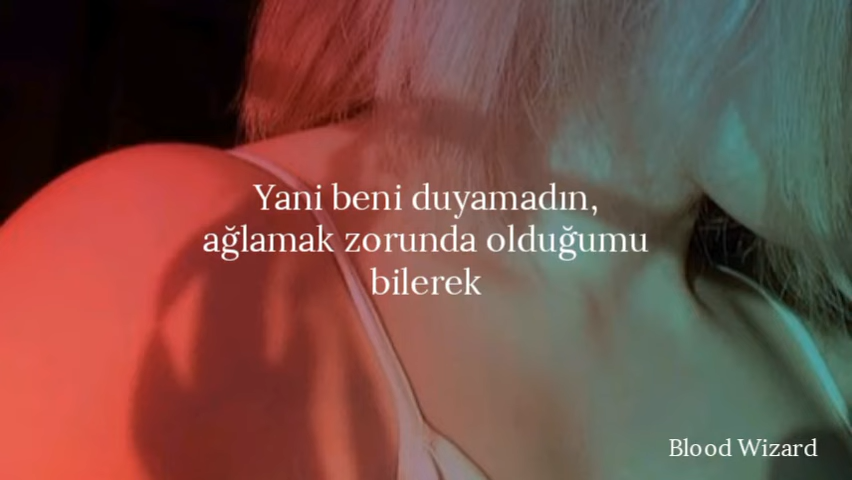 Yani beni duyamadın,
ağlamak zorunda olduğumu
bilerek
Blood Wizard